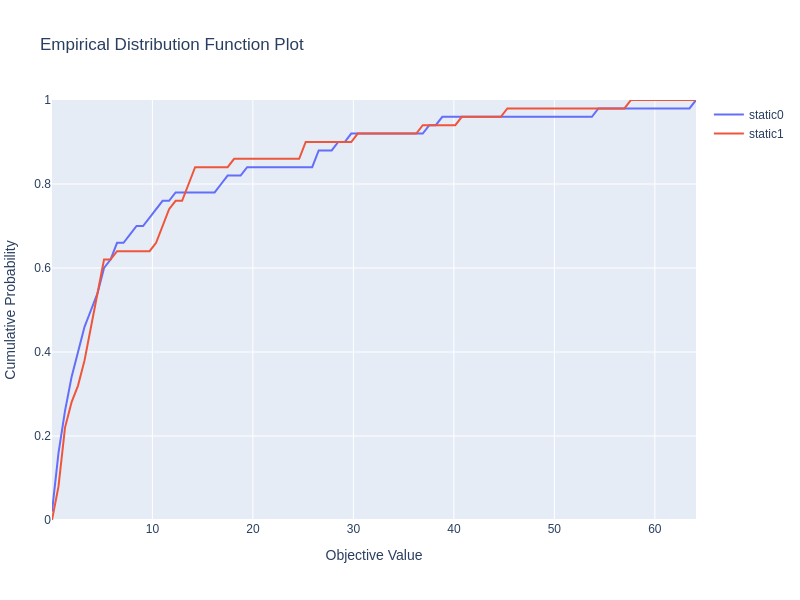 Empirical Distribution Function Plot
static0
static1
1
0.8
0.6
0.4
0.2
0
10
20
30
40
50
60
Cumulative Probability
Objective Value